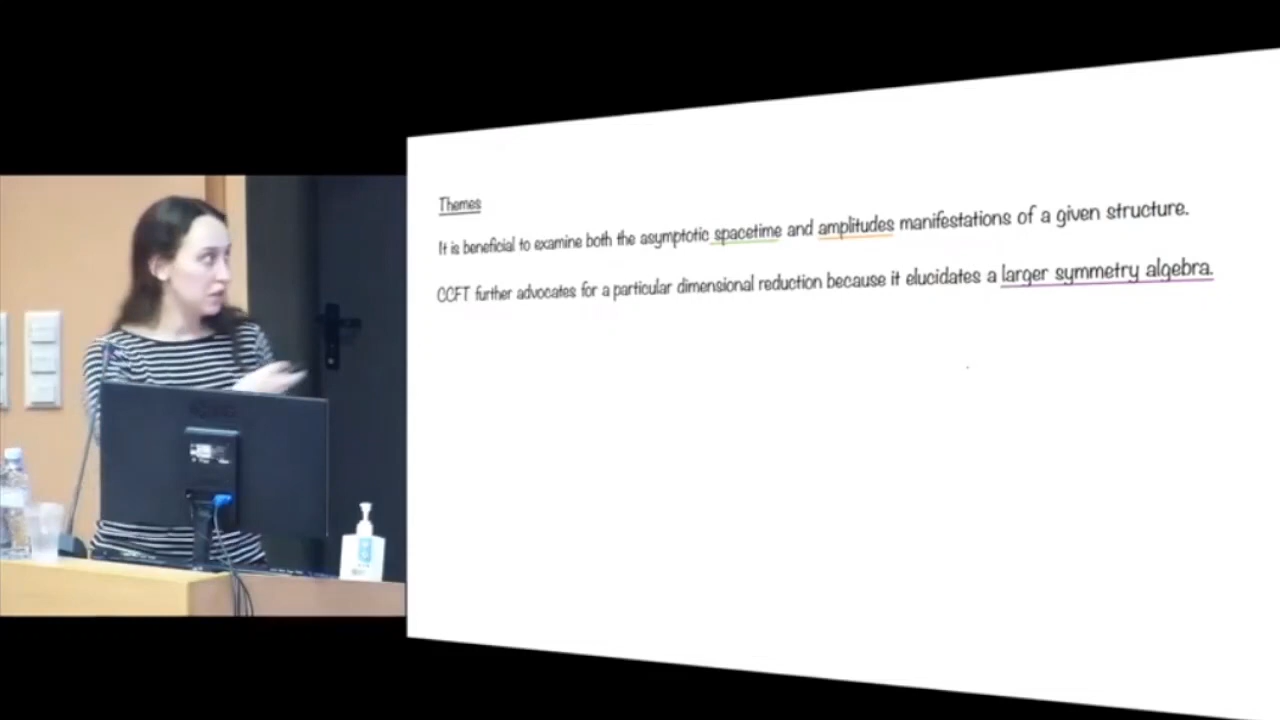 Themes
It is beneficial to examine both the asymptotic spacetime and amplitudes manifestations of a given structure.
CCFT further advocates for a particular dimensional reduction because it elucidates a larger symmetry algebra.